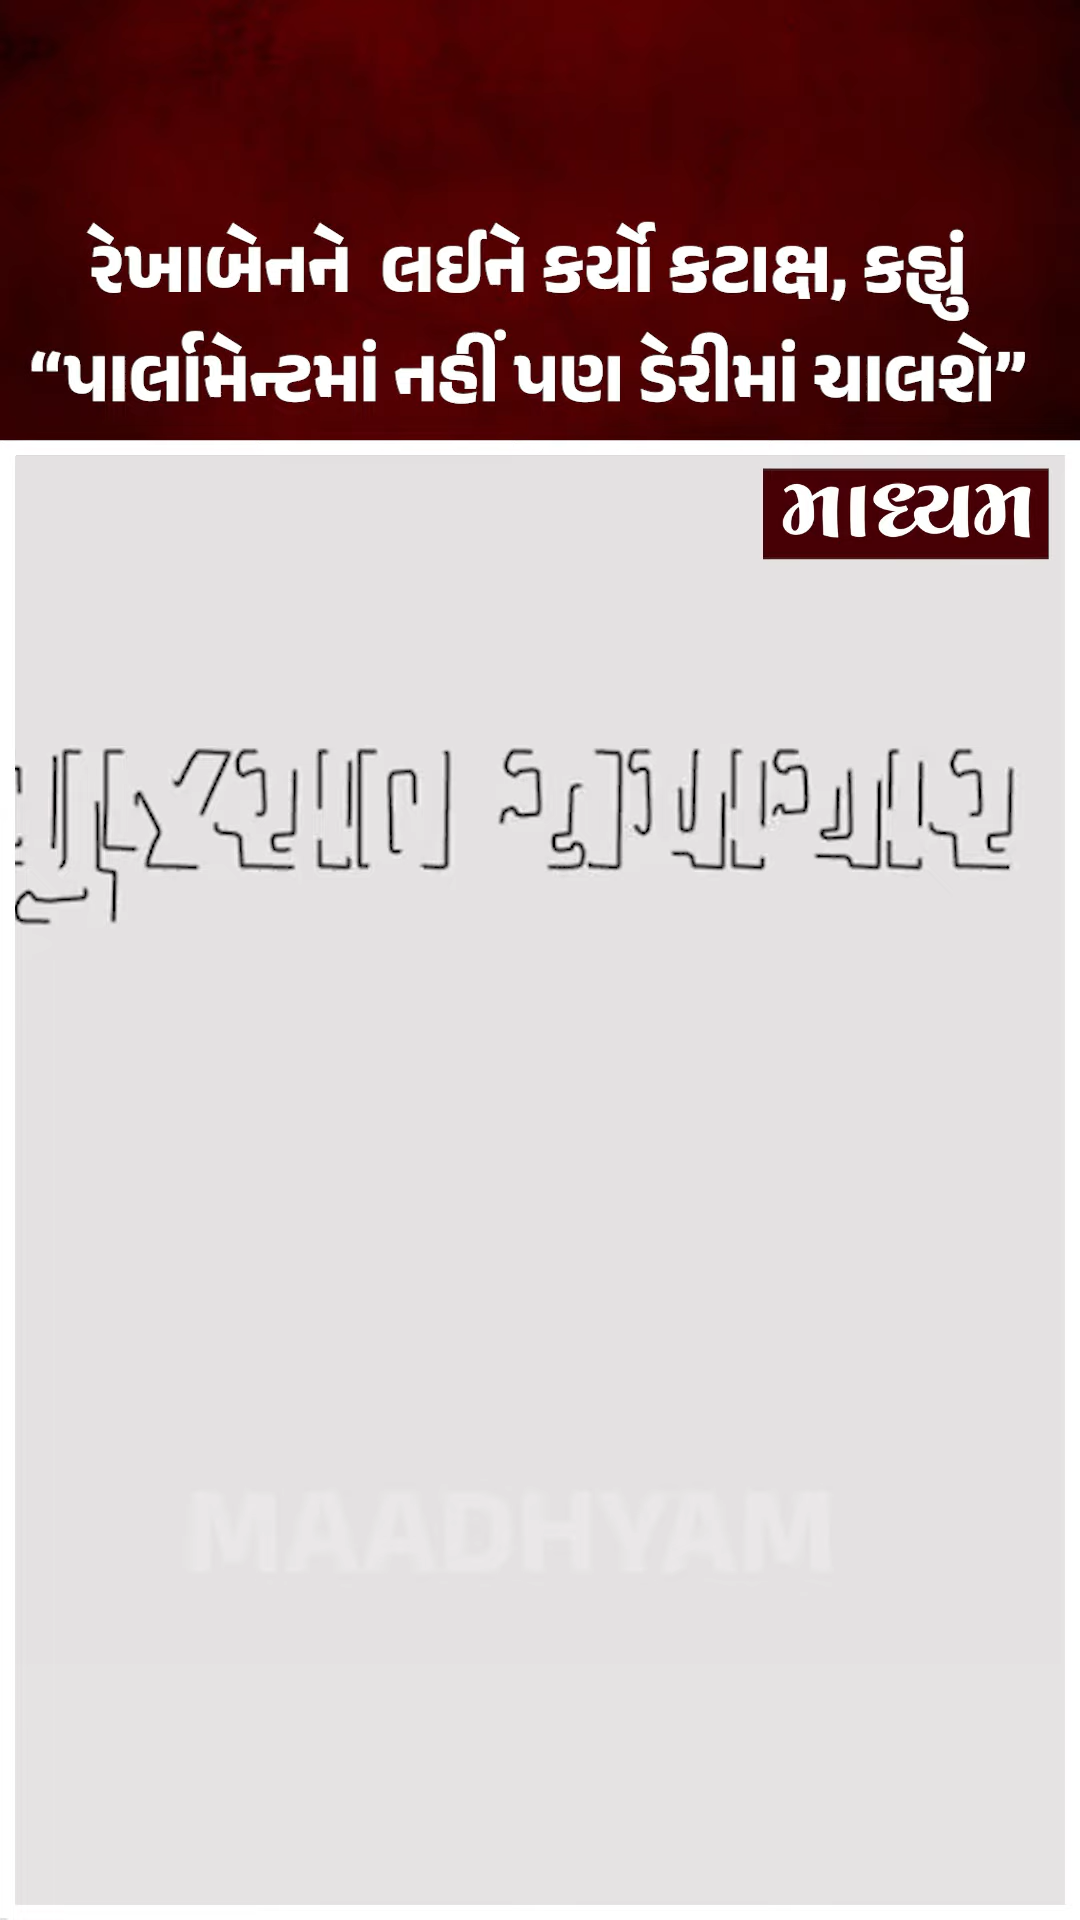 રેખાબેનને લઈને કર્યો કટાક્ષ, કહ્યું
“પાર્લામેન્ટમાં નહીં પણ ડેરીમાં ચાલશે”
માધ્યમ
MAADHYAM